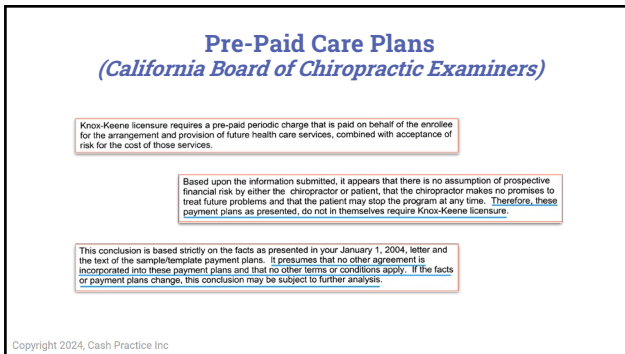 Pre-Paid Care Plans
(California Board of Chiropractic Examiners)
Knox-Keene licensure requires a pre-paid periodic charge that is paid on behalf of the enrollee
for the arrangement and provision of future health care services, combined with acceptance of
risk for the cost of those services.
Based upon the information submitted, it appears that there is no assumption of prospective
financial risk by either the chiropractor or patient, that the chiropractor makes no promises to
treat future problems and that the patient may stop the program at any time. Therefore, these
payment plans as presented, do not in themselves require Knox-Keene licensure.
This conclusion is based strictly on the facts as presented in your January 1, 2004, letter and
the text of the sample/template payment plans. It presumes that no other agreement is
incorporated into these payment plans and that no other terms or conditions apply. If the facts
or payment plans change, this conclusion may be subject to further analysis.
Copyright 2024, Cash Practice Inc